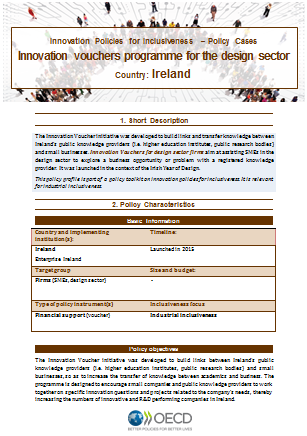 Innovation Policies for Inclusiveness – Policy Cases
Innovation vouchers programme for the design sector
Country: Ireland
1. Short Description
The Innovation Voucher initiative was developed to build links and transfer knowledge between
Ireland's public knowledge providers (i.e. higher education institutes, public research bodies)
and small businesses. Innovation Vouchers for design sector firms aim at assisting SMEs in the
design sector to explore a business opportunity or problem with a registered knowledge
provider. It was launched in the context of the Irish Year of Design.
This policy profile is part of a policy toolkit on innovation policies for inclusiveness. It is relevant
for industrial inclusiveness
2. Policy Characteristics
Basic Information
Country and implementing
institution(s):
Timeline:
Ireland
Launched in 2015
Enterprise Ireland
Target group
Size and budget:
Firms (SMEs, design sector)
-
Type of policy instrument(s)
Inclusiveness focus
Financial support (voucher)
Industrial inclusiveness
Policy objectives
The Innovation Voucher initiative was developed to build links between Ireland's public
knowledge providers (i.e. higher education institutes, public research bodies) and small
businesses, so as to increase the transfer of knowledge between academics and business. The
programme is designed to encourage small companies and public knowledge providers to work
together on specific innovation questions and projects related to the company's needs, thereby
increasing the numbers of innovative and R&D performing companies in Ireland.
OECD
BETTER POLICIES FOR BETTER LIVES